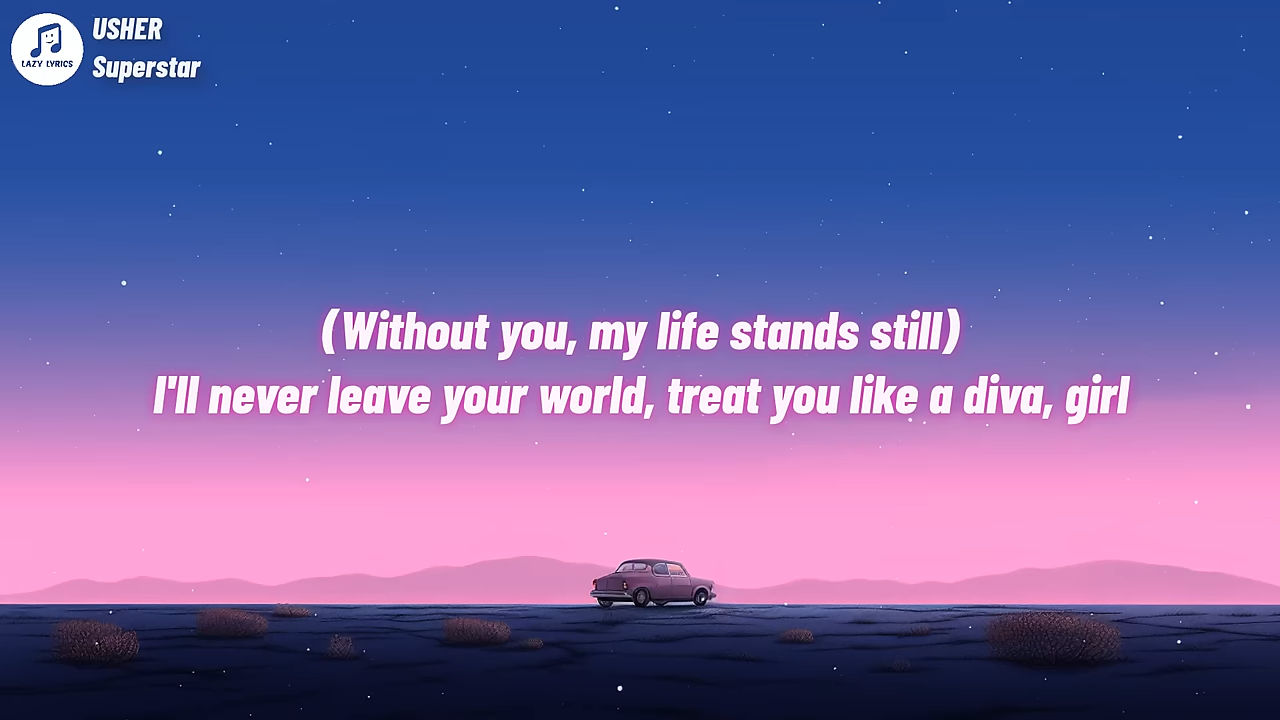 USHER
Superstar
LAZY LYRICS
(Without you, my life stands still)
I'll never leave your world, treat you like a diva, girl